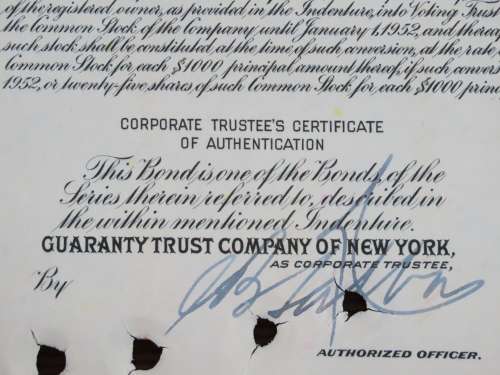 of the registered owner, as provided in the Indenture, into Voting Trus
the Common Stock of the Company until January 1, 1952, and thereaf
such stock shall be constituted at the time of such conversion, at the rate
Common Stock for each $1000 principal amount thereof, if such conver
1952, or twenty-five shares of such Common Stock for each $1000 princip
CORPORATE TRUSTEE'S CERTIFICATE
OF AUTHENTICATION
This Bond is one of the Bonds, of the
Series therein referred to, described in
the within mentioned Indenture.
GUARANTY TRUST COMPANY OF NEW YORK,
AS CORPORATE TRUSTEE,
By
AUTHORIZED OFFICER.